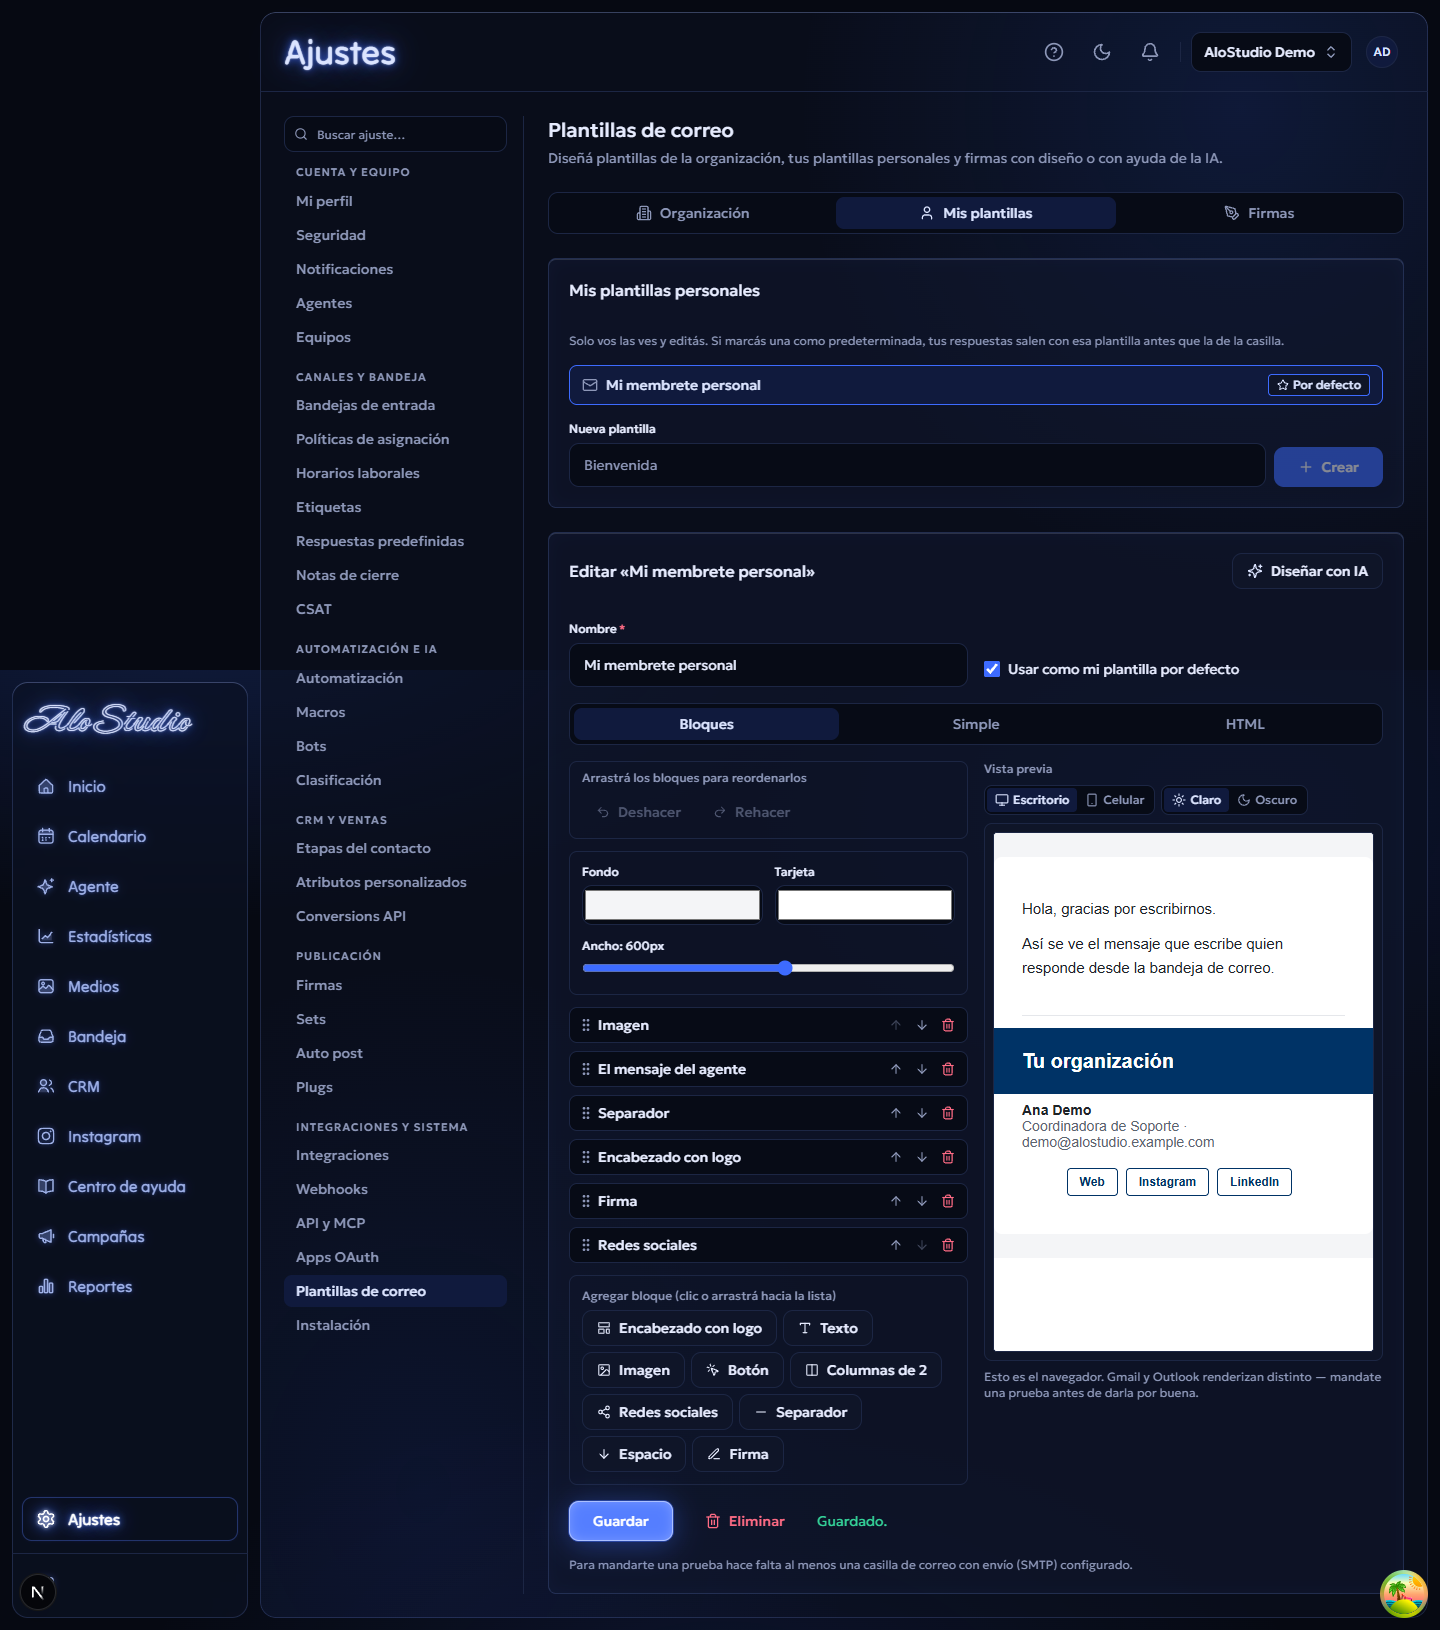 Ajustes
AloStudio Demo
AD
Buscar ajuste...
CUENTA Y EQUIPO
Mi perfil
Seguridad
Notificaciones
Agentes
Equipos
CANALES Y BANDEJA
Bandejas de entrada
Políticas de asignación
Horarios laborales
Etiquetas
Respuestas predefinidas
Notas de cierre
CSAT
AUTOMATIZACIÓN E IA
Automatización
Macros
Bots
Clasificación
CRM Y VENTAS
Etapas del contacto
Atributos personalizados
Conversions API
PUBLICACIÓN
Firmas
Sets
Auto post
Plugs
INTEGRACIONES Y SISTEMA
Integraciones
Webhooks
API y MCP
Apps OAuth
Plantillas de correo
Instalación
AloStudio
Inicio
Calendario
Agente
Estadísticas
Medios
Bandeja
CRM
Instagram
Centro de ayuda
Campañas
Reportes
Ajustes
N
Plantillas de correo
Diseñá plantillas de la organización, tus plantillas personales y firmas con diseño o con ayuda de la IA.
Organización
Mis plantillas
Firmas
Mis plantillas personales
Solo vos las ves y editás. Si marcás una como predeterminada, tus respuestas salen con esa plantilla antes que la de la casilla.
Mi membrete personal
Por defecto
Nueva plantilla
Bienvenida
Crear
Editar «Mi membrete personal»
Diseñar con IA
Nombre *
Mi membrete personal
Usar como mi plantilla por defecto
Bloques
Simple
HTML
Arrastrá los bloques para reordenarlos
Deshacer
Rehacer
Fondo
Tarjeta
Ancho: 600px
Imagen
El mensaje del agente
Separador
Encabezado con logo
Firma
Redes sociales
Agregar bloque (clic o arrastrá hacia la lista)
Encabezado con logo
Texto
Imagen
Botón
Columnas de 2
Redes sociales
Separador
Espacio
Firma
Vista previa
Escritorio
Celular
Claro
Oscuro
Hola, gracias por escribirnos.
Así se ve el mensaje que escribe quien
responde desde la bandeja de correo.
Tu organización
Ana Demo
Coordinadora de Soporte ·
demo@alostudio.example.com
Web
Instagram
LinkedIn
Esto es el navegador. Gmail y Outlook renderizan distinto — mandate
una prueba antes de darla por buena.
Guardar
Eliminar
Guardado.
Para mandarte una prueba hace falta al menos una casilla de correo con envío (SMTP) configurado.